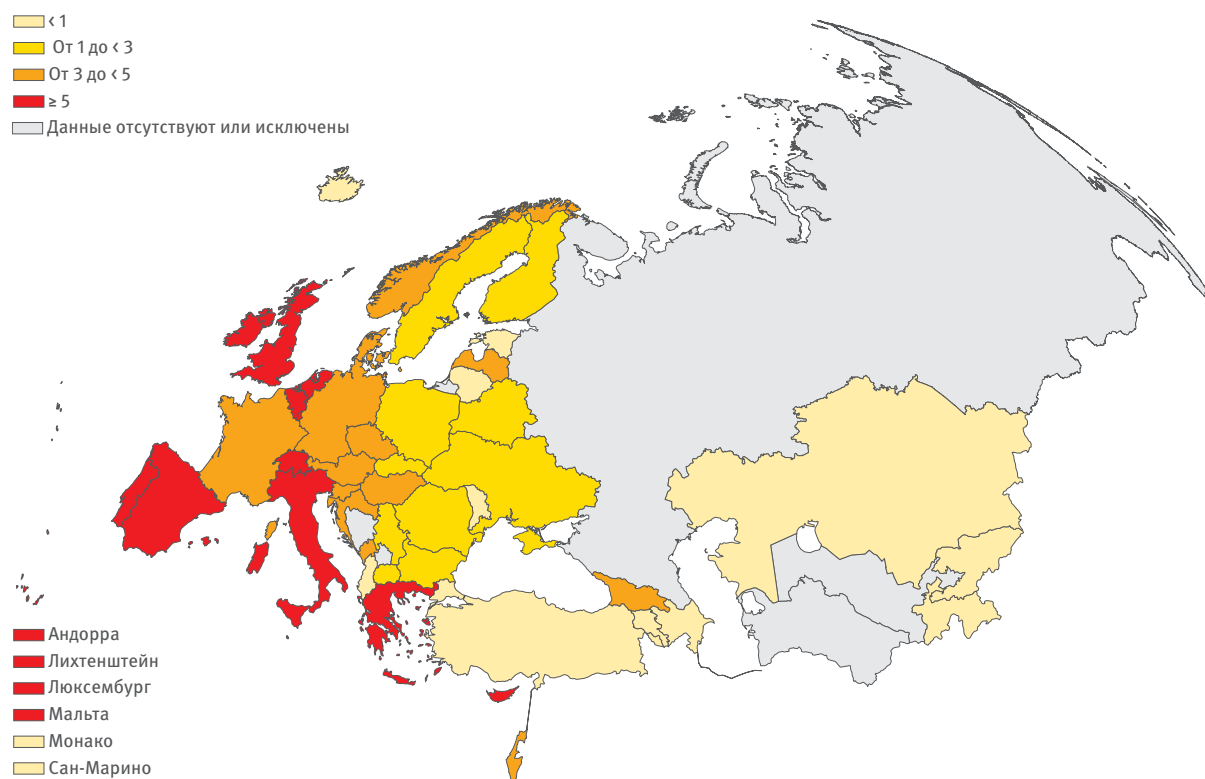 < 1
От 1 до < 3
От 3 до < 5
≥ 5
Данные отсутствуют или исключены
Андорра
Лихтенштейн
Люксембург
Мальта
Монако
Сан-Марино